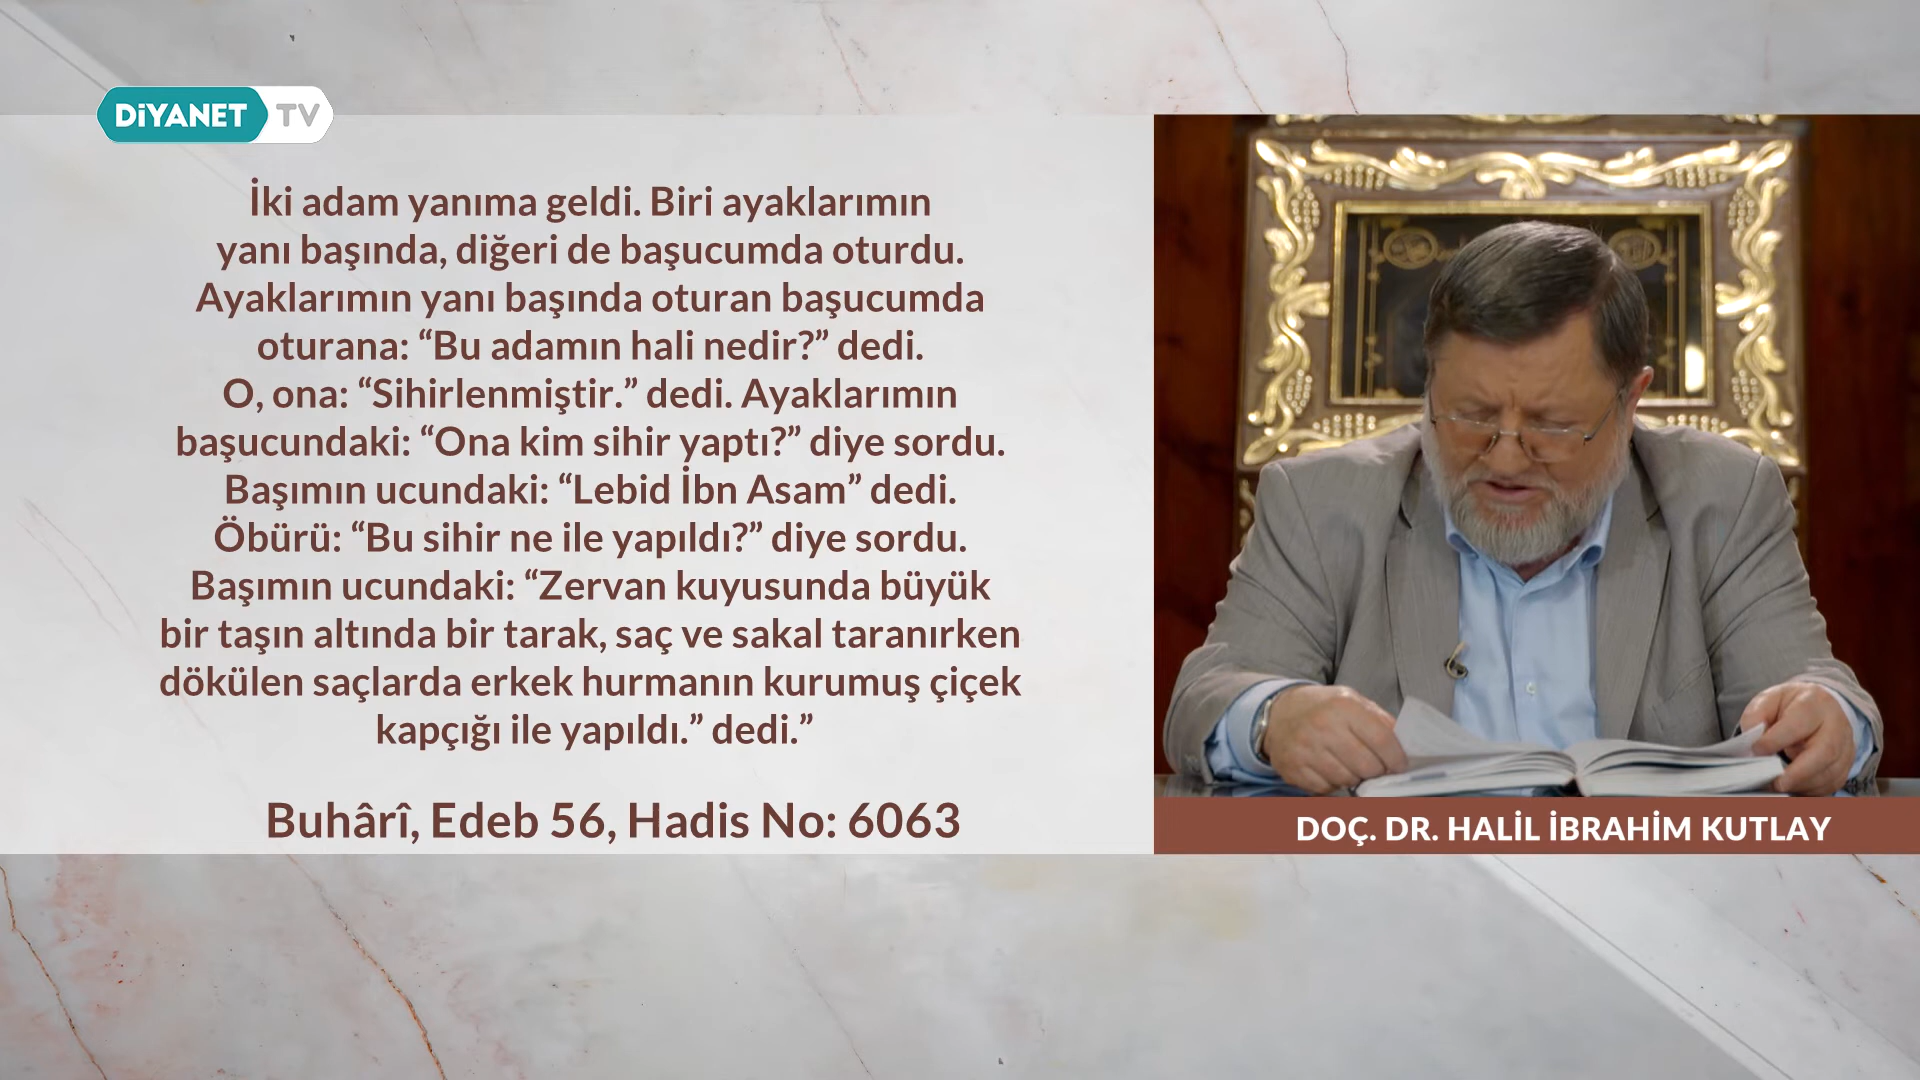 DİYANET TV
İki adam yanıma geldi. Biri ayaklarımın
yanı başında, diğeri de başucumda oturdu.
Ayaklarımın yanı başında oturan başucumda
oturana: “Bu adamın hali nedir?” dedi.
O, ona: “Sihirlenmiştir.” dedi. Ayaklarımın
başucundaki: “Ona kim sihir yaptı?” diye sordu.
Başımın ucundaki: “Lebid İbn Asam” dedi.
Öbürü: “Bu sihir ne ile yapıldı?” diye sordu.
Başımın ucundaki: “Zervan kuyusunda büyük
bir taşın altında bir tarak, saç ve sakal taranırken
dökülen saçlarda erkek hurmanın kurumuş çiçek
kapçığı ile yapıldı.” dedi.”
Buhârî, Edeb 56, Hadis No: 6063
DOÇ. DR. HALİL İBRAHİM KUTLAY